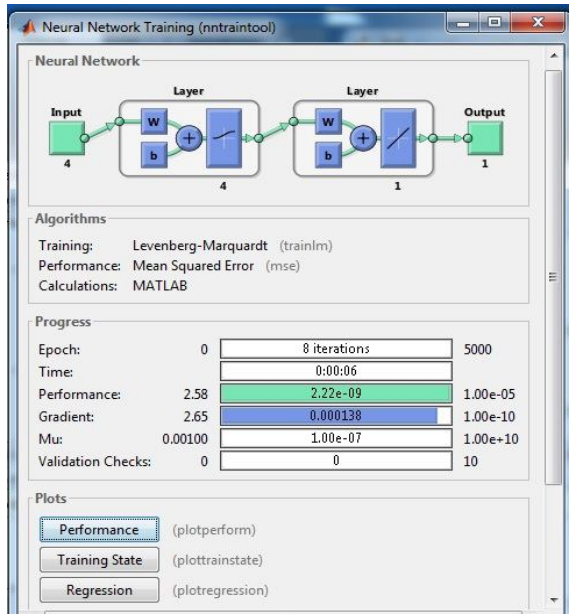 Neural Network Training (nntraintool)
Neural Network
Layer Layer
Input Output
W W
b b
4 1
4 1
Algorithms
Training: Levenberg-Marquardt (trainlm)
Performance: Mean Squared Error (mse)
Calculations: MATLAB
Progress
Epoch: 0 8 iterations 5000
Time: 0:00:06
Performance: 2.58 2.22e-09 1.00e-05
Gradient: 2.65 0.000138 1.00e-10
Mu: 0.00100 1.00e-07 1.00e+10
Validation Checks: 0 0 10
Plots
Performance (plotperform)
Training State (plottrainstate)
Regression (plotregression)